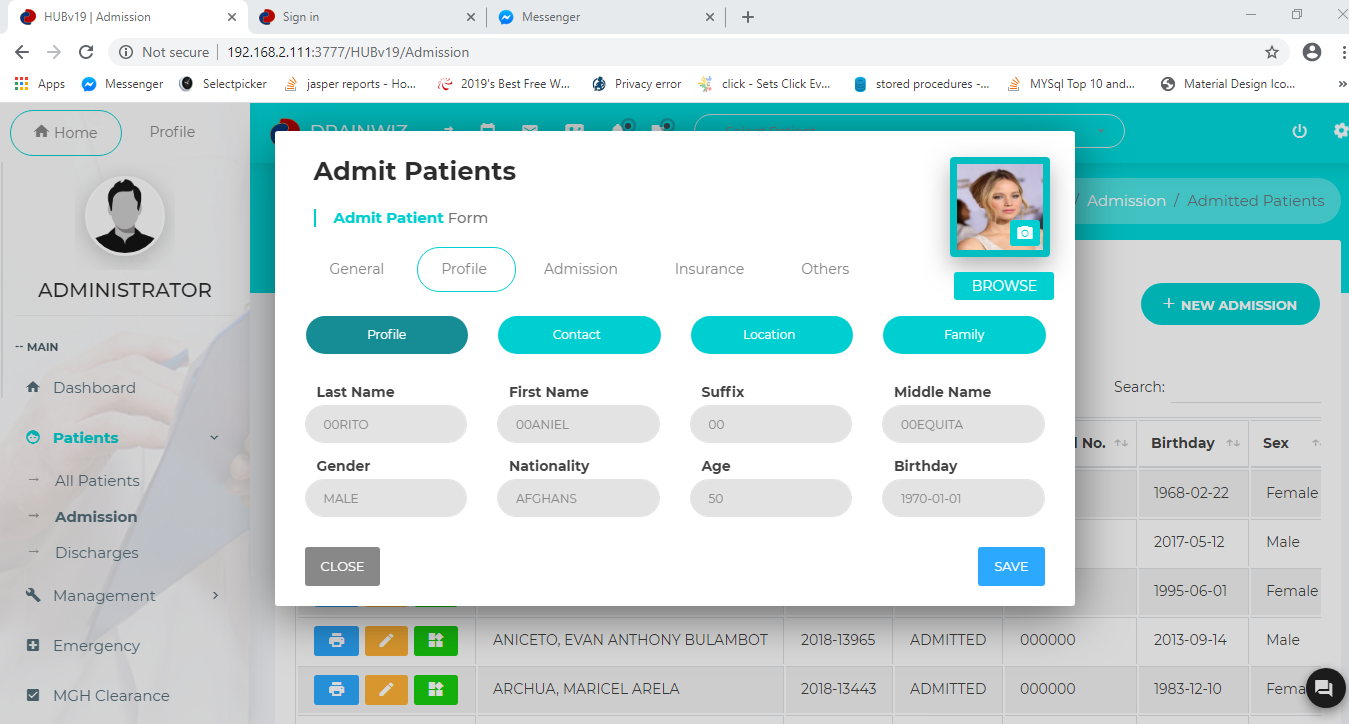 HUBv19 | Admission
Sign in
Messenger
Not secure
192.168.2.111:3777/HUBv19/Admission
Apps
Messenger
Selectpicker
jasper reports - Ho...
2019's Best Free W...
Privacy error
click - Sets Click Ev...
stored procedures -...
MYSql Top 10 and...
Material Design Ico...
Home
Profile
ADMINISTRATOR
-- MAIN
Dashboard
Patients
All Patients
Admission
Discharges
Management
Emergency
MGH Clearance
/ Admission / Admitted Patients
+ NEW ADMISSION
Search:
No.
Birthday
Sex
1968-02-22
Female
2017-05-12
Male
1995-06-01
Female
ANICETO, EVAN ANTHONY BULAMBOT
2018-13965
ADMITTED
000000
2013-09-14
Male
ARCHUA, MARICEL ARELA
2018-13443
ADMITTED
000000
1983-12-10
Admit Patients
Admit Patient Form
General
Profile
Admission
Insurance
Others
BROWSE
Profile
Contact
Location
Family
Last Name
First Name
Suffix
Middle Name
00RITO
00ANIEL
00
00EQUITA
Gender
Nationality
Age
Birthday
MALE
AFGHANS
50
1970-01-01
CLOSE
SAVE